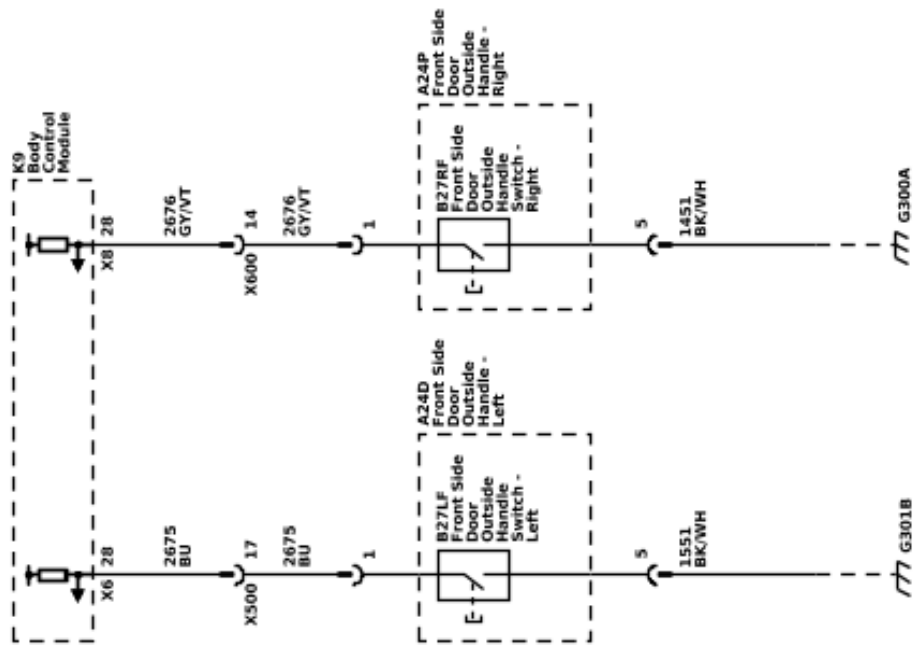 K9
Body
Control
Module
28
X6
2675
BU
17
X500
2675
BU
1
A24D
Front Side
Door
Outside
Handle -
Left
B27LF
Front Side
Door
Outside
Handle
Switch -
Left
5
1551
BK/WH
G301B
28
X8
2676
GY/VT
14
X600
2676
GY/VT
1
A24P
Front Side
Door
Outside
Handle -
Right
B27RF
Front Side
Door
Outside
Handle
Switch -
Right
5
1451
BK/WH
G300A